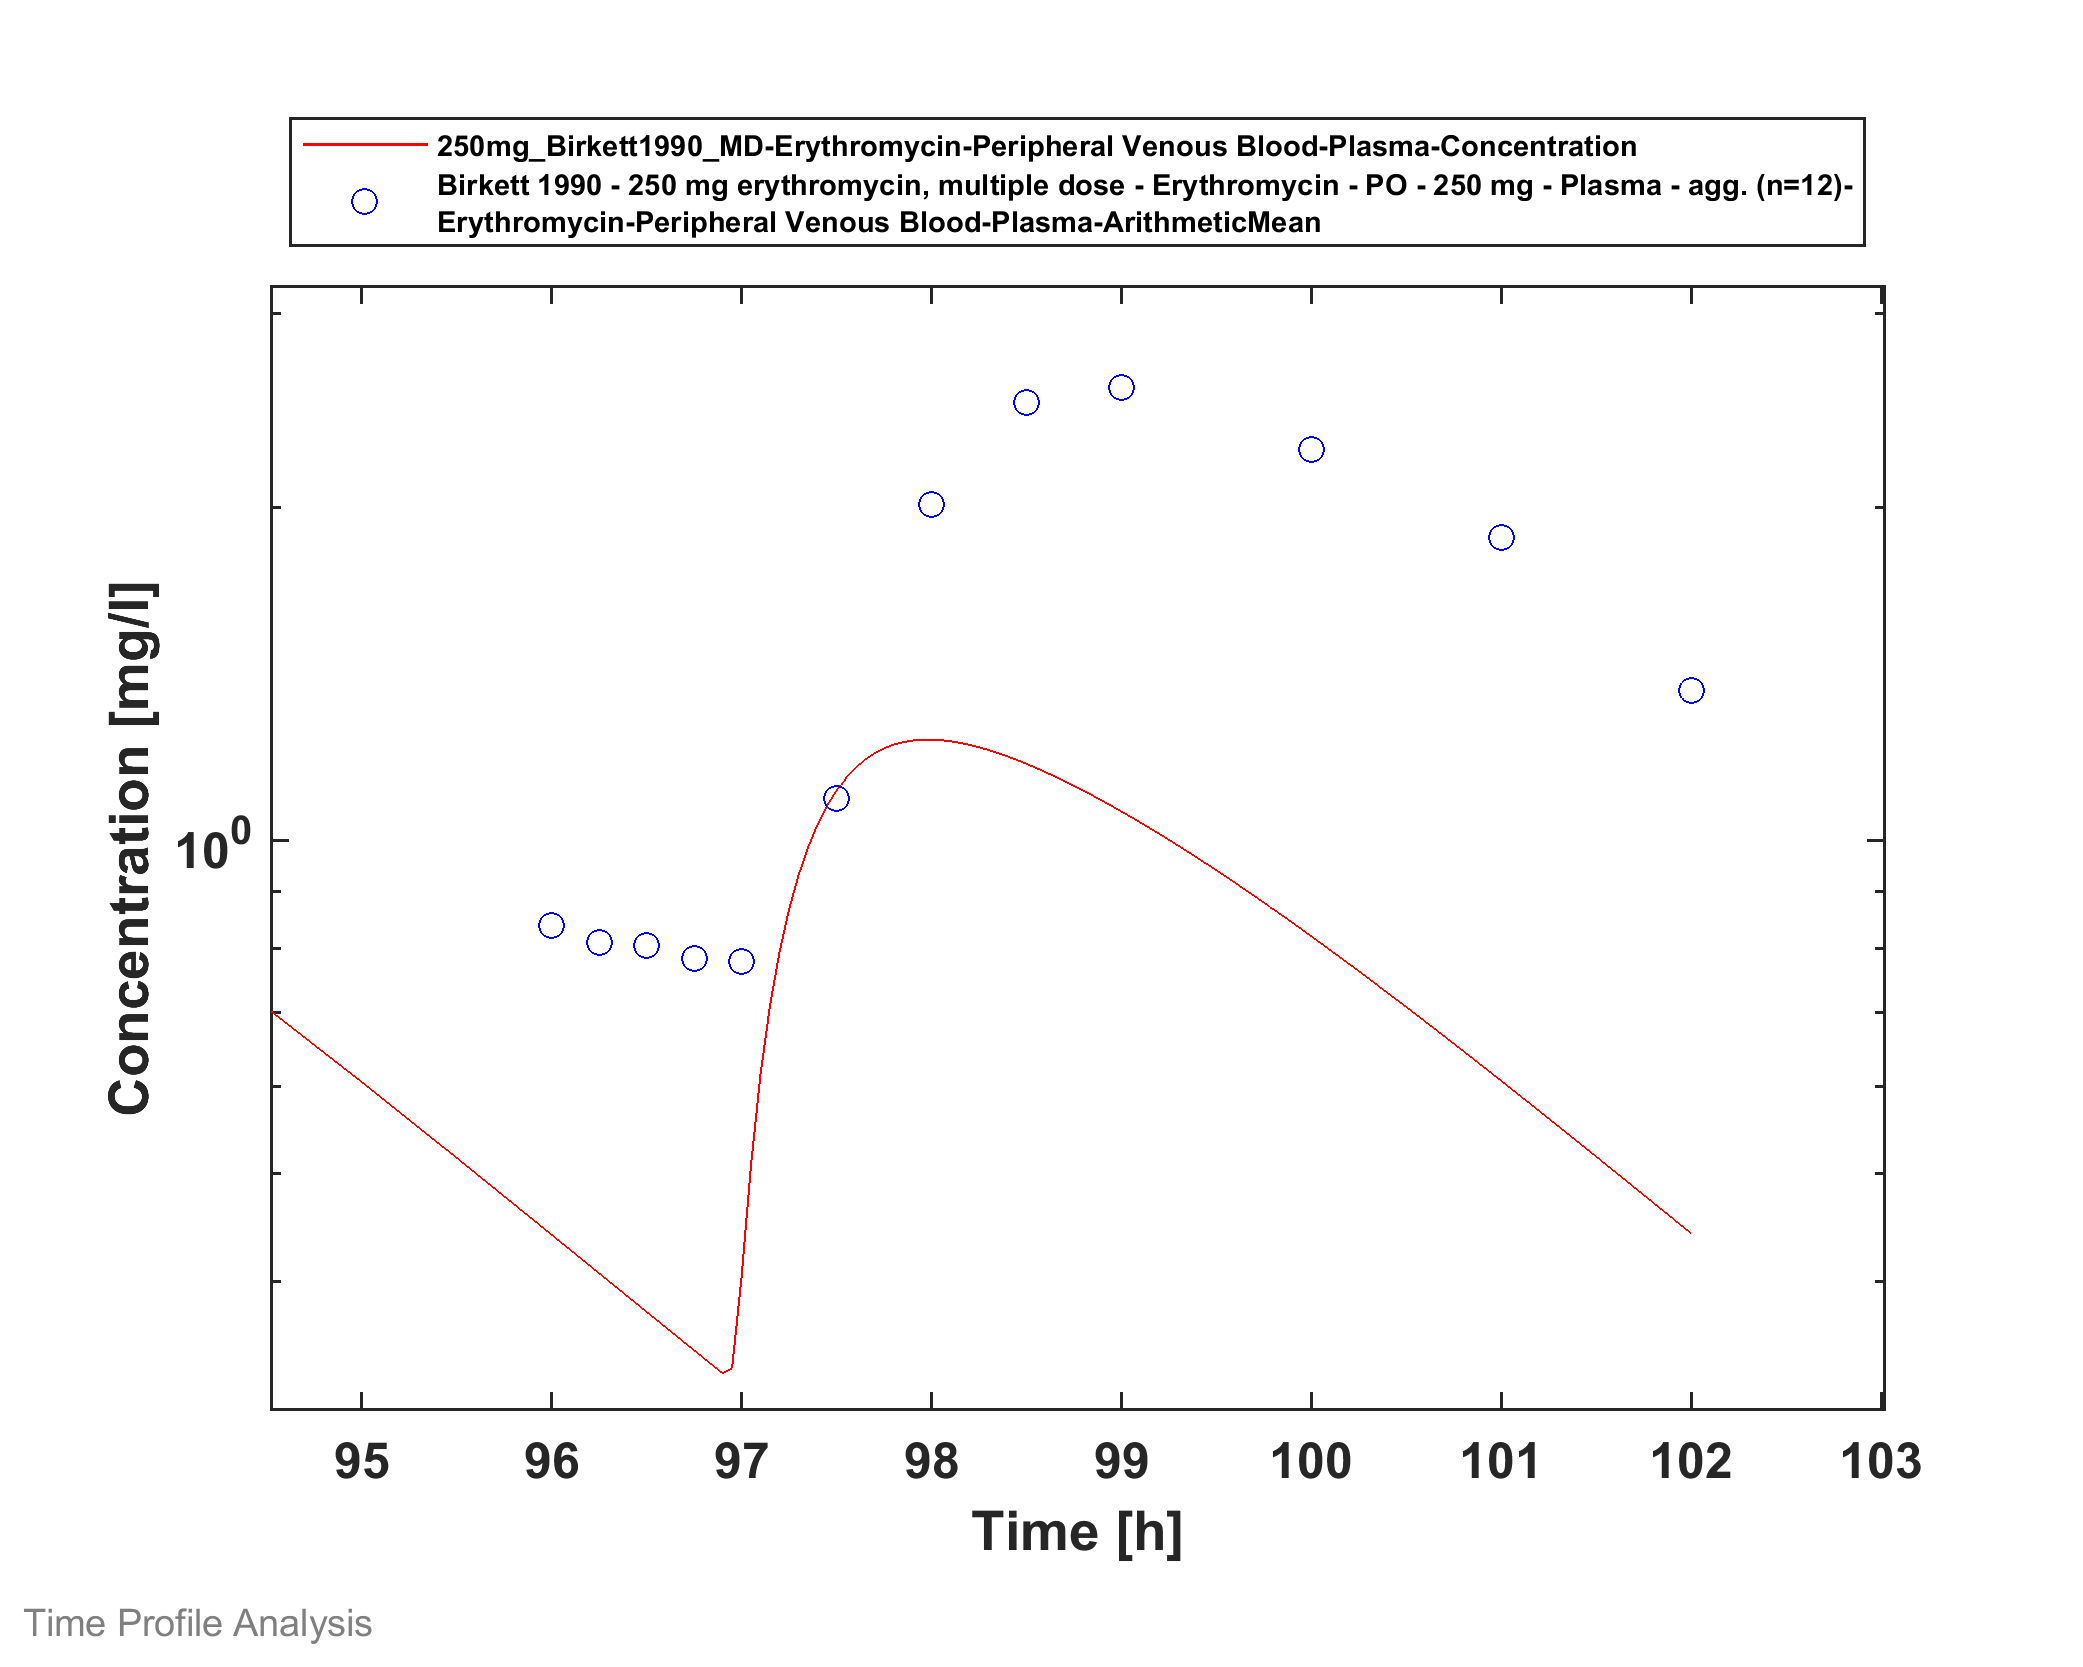 250mg_Birkett1990_MD-Erythromycin-Peripheral Venous Blood-Plasma-Concentration
Birkett 1990 - 250 mg erythromycin, multiple dose - Erythromycin - PO - 250 mg - Plasma - agg. (n=12)-
Erythromycin-Peripheral Venous Blood-Plasma-ArithmeticMean
Concentration [mg/l]
10⁰
95 96 97 98 99 100 101 102 103
Time [h]
Time Profile Analysis